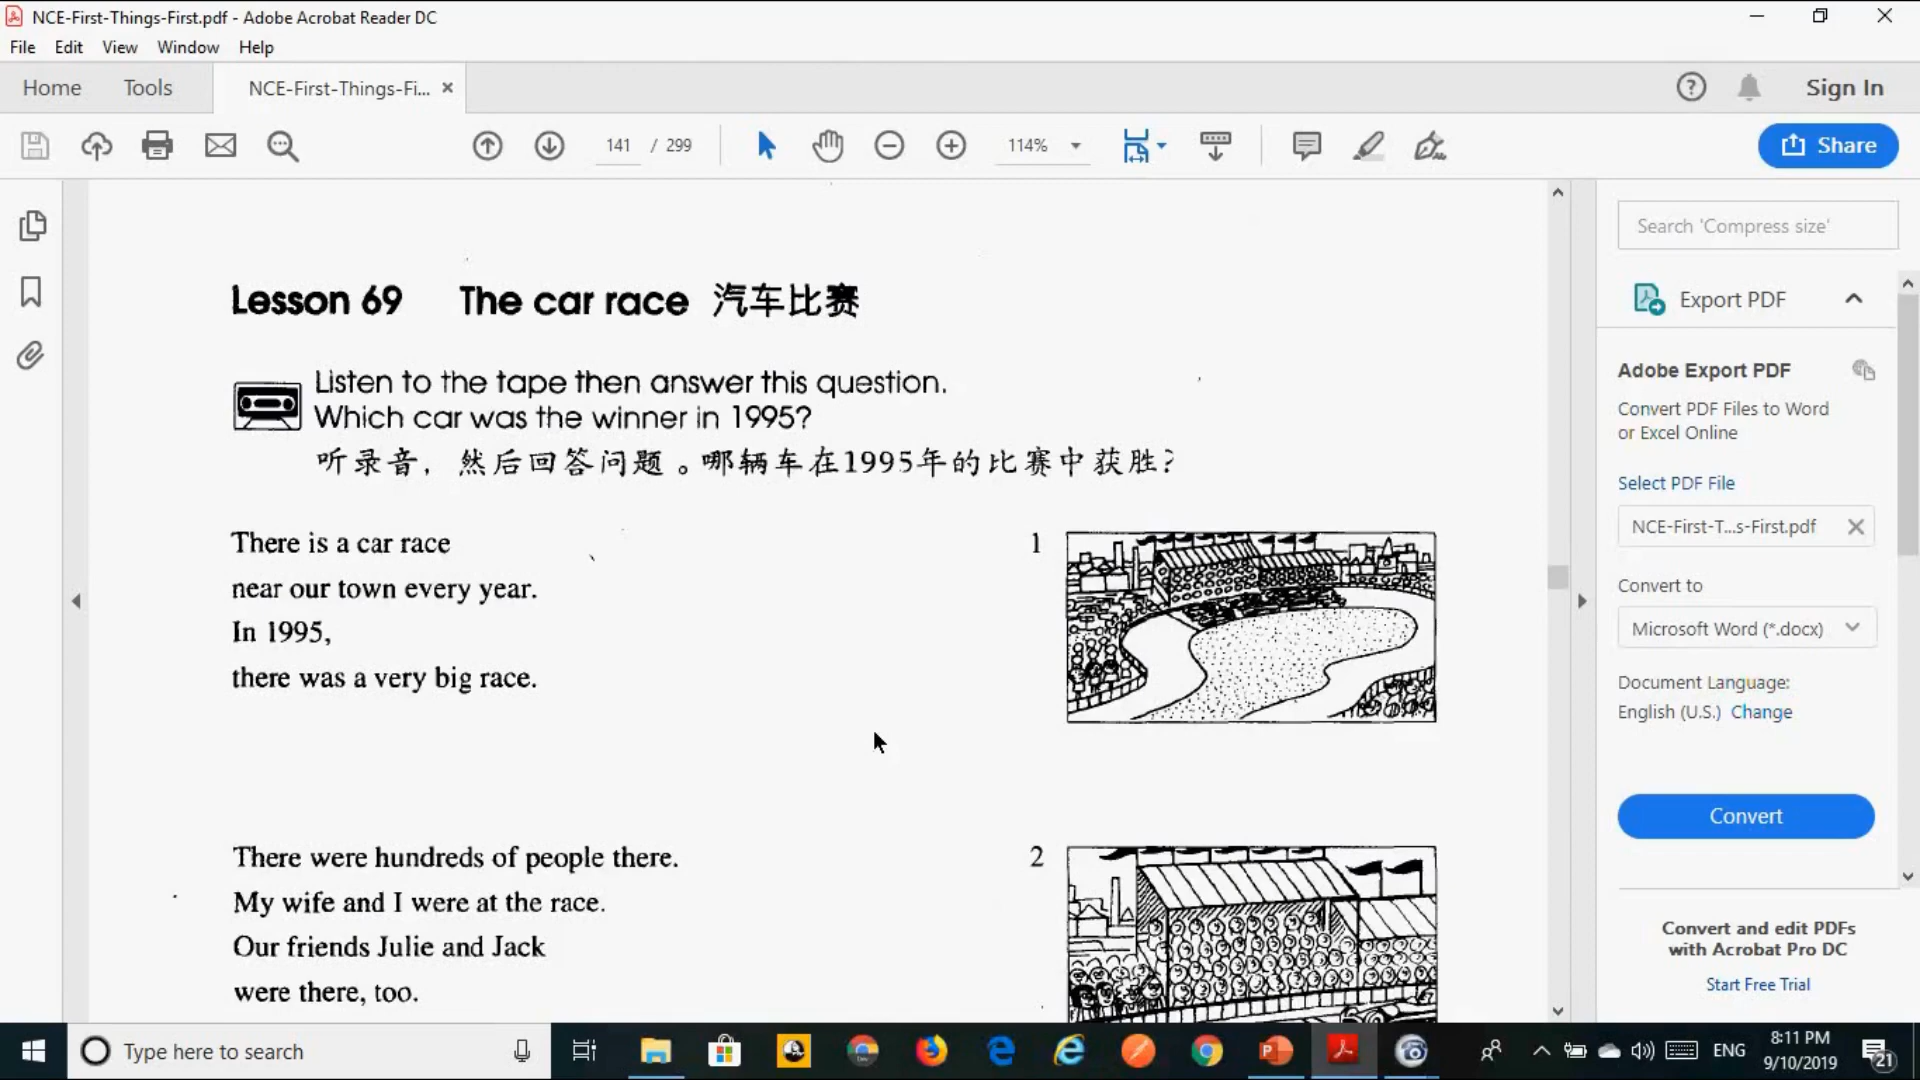 NCE-First-Things-First.pdf - Adobe Acrobat Reader DC
File Edit View Window Help
Home Tools NCE-First-Things-Fi... × Sign In
141 / 299 114% Share
Search 'Compress size'
Export PDF
Adobe Export PDF
Convert PDF Files to Word
or Excel Online
Select PDF File
NCE-First-T...s-First.pdf
Convert to
Microsoft Word (*.docx)
Document Language:
English (U.S.) Change
Convert
Convert and edit PDFs
with Acrobat Pro DC
Start Free Trial
Lesson 69 The car race 汽车比赛
Listen to the tape then answer this question.
Which car was the winner in 1995?
听录音, 然后回答问题。哪辆车在1995年的比赛中获胜?
There is a car race
near our town every year.
In 1995,
there was a very big race.
1
There were hundreds of people there.
My wife and I were at the race.
Our friends Julie and Jack
were there, too.
2
Type here to search
ENG
8:11 PM
9/10/2019
21